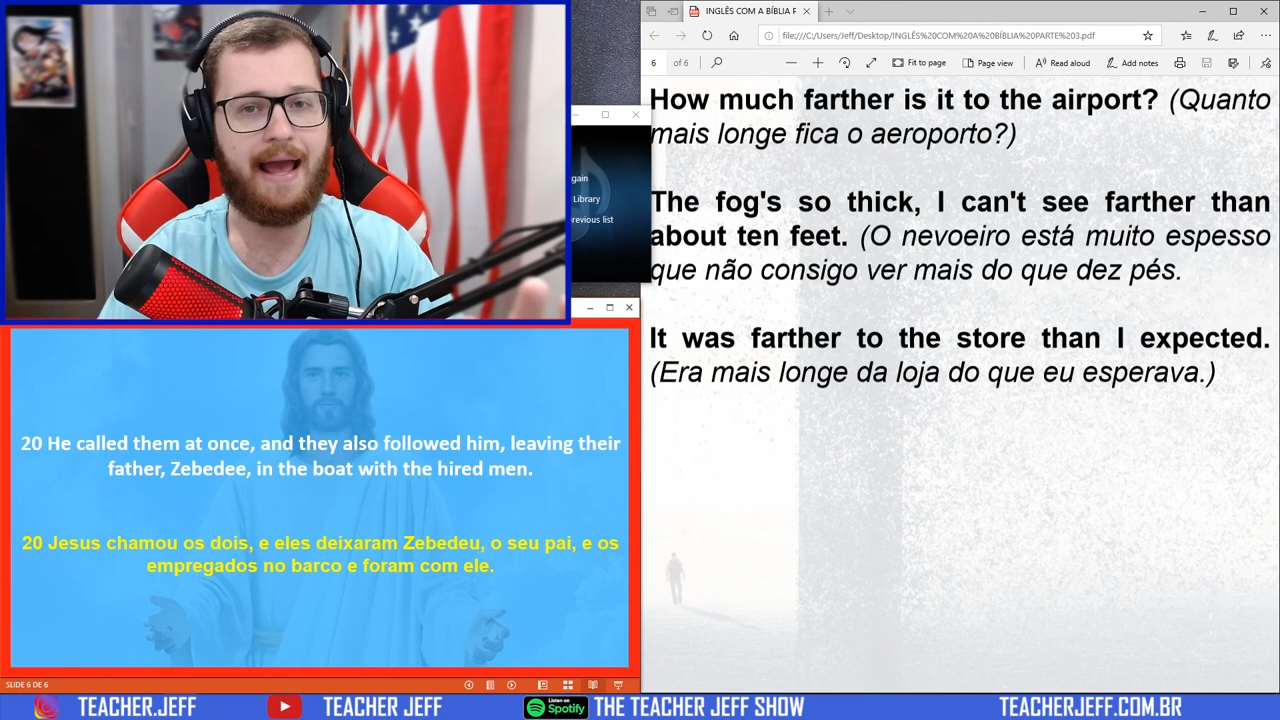 INGLÊS COM A BÍBLIA P
file:///C:/Users/Jeff/Desktop/INGLÊS%20COM%20A%20BÍBLIA%20PARTE%203.pdf
6 of 6
Fit to page
Page view
Read aloud
Add notes
How much farther is it to the airport? (Quanto
mais longe fica o aeroporto?)
The fog's so thick, I can't see farther than
about ten feet. (O nevoeiro está muito espesso
que não consigo ver mais do que dez pés.
It was farther to the store than I expected.
(Era mais longe da loja do que eu esperava.)
gain
Library
revious list
20 He called them at once, and they also followed him, leaving their
father, Zebedee, in the boat with the hired men.
20 Jesus chamou os dois, e eles deixaram Zebedeu, o seu pai, e os
empregados no barco e foram com ele.
SLIDE 6 DE 6
TEACHER.JEFF
TEACHER JEFF
Listen on
Spotify
THE TEACHER JEFF SHOW
TEACHERJEFF.COM.BR